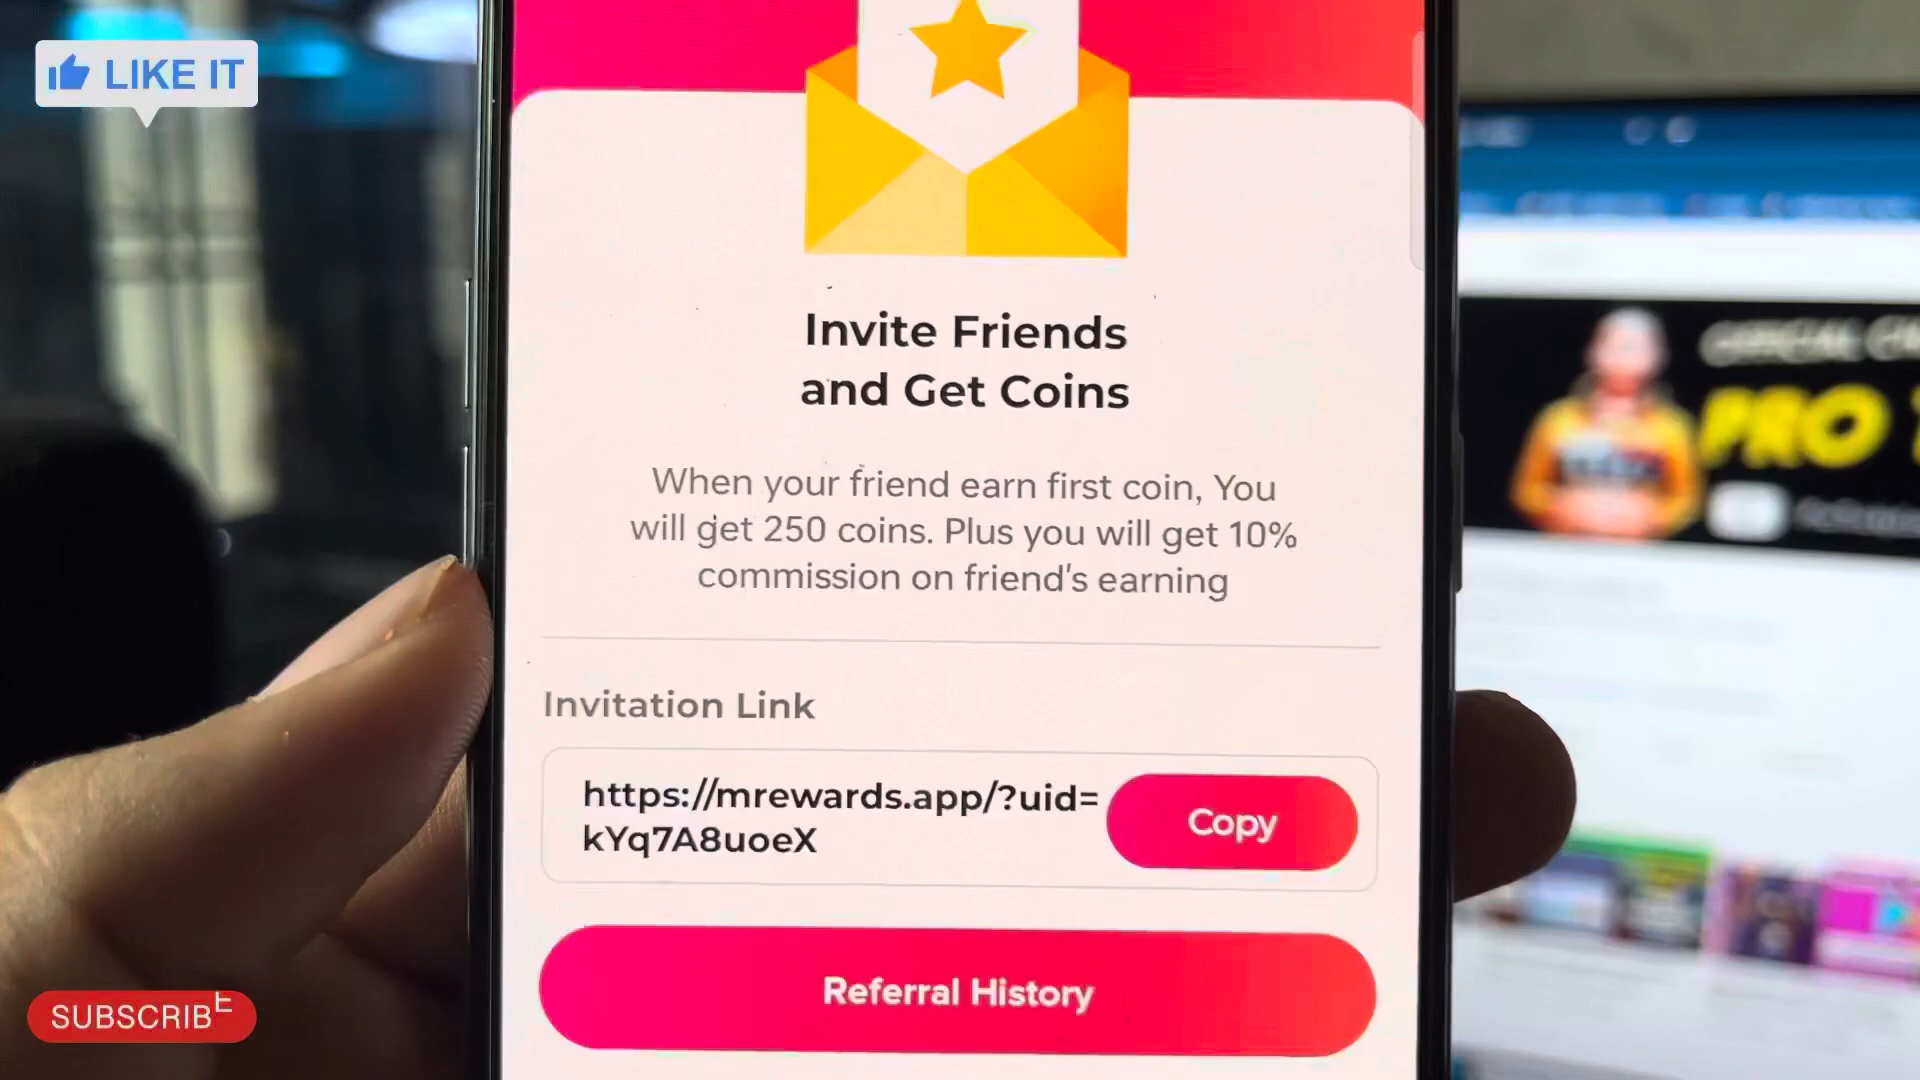 LIKE IT
Invite Friends
and Get Coins
When your friend earn first coin, You
will get 250 coins. Plus you will get 10%
commission on friend's earning
Invitation Link
https://mrewards.app/?uid=
kYq7A8uoeX
Copy
Referral History
SUBSCRIBE
OFFICIAL
PRO